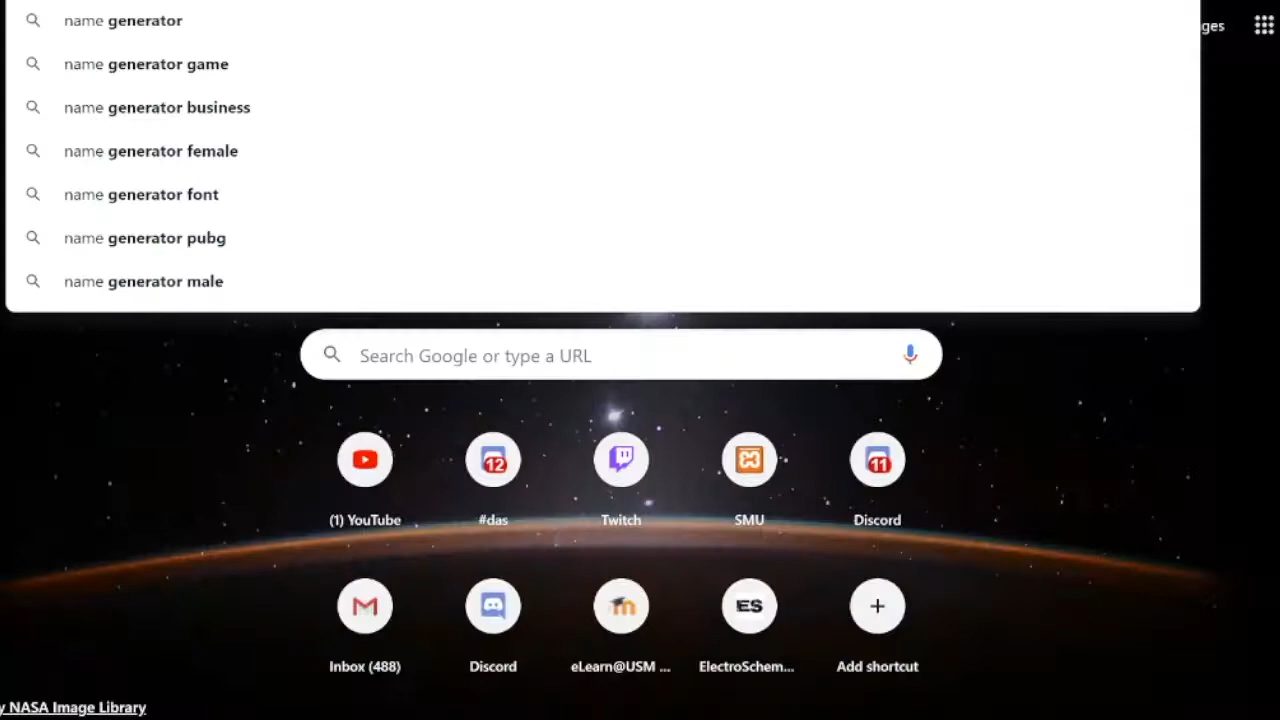 name generator
ges
name generator game
name generator business
name generator female
name generator font
name generator pubg
name generator male
Search Google or type a URL
12
11
(1) YouTube
#das
Twitch
SMU
Discord
ES
Inbox (488)
Discord
eLearn@USM ...
ElectroSchem...
Add shortcut
y NASA Image Library